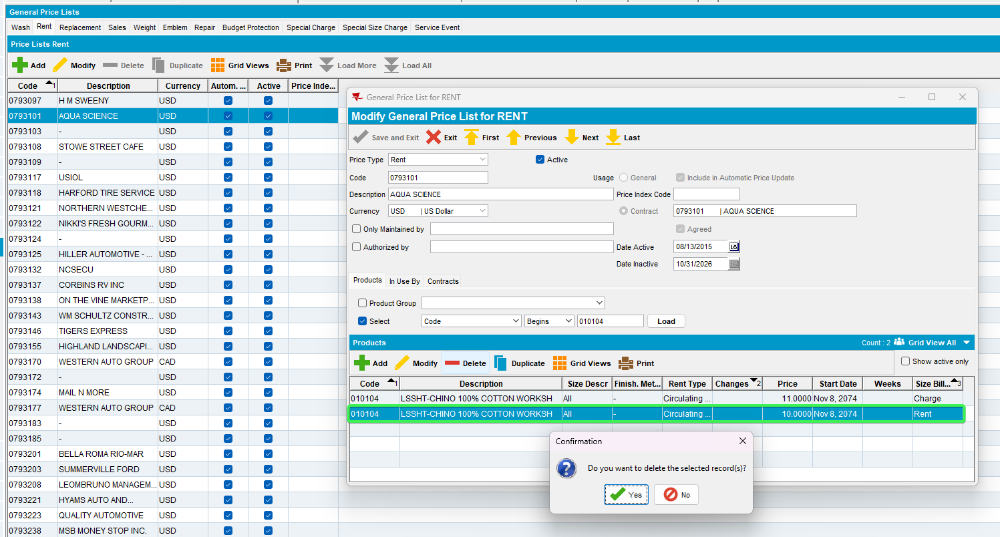 General Price Lists
Wash Rent Replacement Sales Weight Emblem Repair Budget Protection Special Charge Special Size Charge Service Event
Price Lists Rent
Add Modify Delete Duplicate Grid Views Print Load More Load All
Code 1 Description Currency Autom. ... Active Price Inde...
0793097 H M SWEENY USD
0793101 AQUA SCIENCE USD
0793103 - USD
0793108 STOWE STREET CAFE USD
0793109 - USD
0793117 USIOL USD
0793118 HARFORD TIRE SERVICE USD
0793121 NORTHERN WESTCHE... USD
0793122 NIKKI'S FRESH GOURM... USD
0793124 - USD
0793125 HILLER AUTOMOTIVE - ... USD
0793132 NCSECU USD
0793137 CORBINS RV INC USD
0793138 ON THE VINE MARKETP... USD
0793143 WM SCHULTZ CONSTR... USD
0793146 TIGERS EXPRESS USD
0793155 HIGHLAND LANDSCAPI... USD
0793170 WESTERN AUTO GROUP CAD
0793172 - USD
0793174 MAIL N MORE USD
0793177 WESTERN AUTO GROUP CAD
0793183 - USD
0793185 - USD
0793201 BELLA ROMA RIO-MAR USD
0793203 SUMMERVILLE FORD USD
0793208 LEOMBRUNO MANAGEM... USD
0793221 HYAMS AUTO AND... USD
0793223 QUALITY AUTOMOTIVE USD
0793238 MSB MONEY STOP INC. USD
General Price List for RENT
Modify General Price List for RENT
Save and Exit Exit First Previous Next Last
Price Type Rent Active
Code 0793101 Usage General Include in Automatic Price Update
Description AQUA SCIENCE Price Index Code
Currency USD | US Dollar Contract 0793101 | AQUA SCIENCE
Only Maintained by Agreed
Authorized by Date Active 08/13/2015 16
Date Inactive 10/31/2026 16
Products In Use By Contracts
Product Group
Select Code Begins 010104 Load
Products Count : 2 Grid View All
Add Modify Delete Duplicate Grid Views Print Show active only
Code 1 Description Size Descr Finish. Met... Rent Type Changes 2 Price Start Date Weeks Size Bill... 3
010104 LSSHT-CHINO 100% COTTON WORKSH All - Circulating ... 11.0000 Nov 8, 2074 Charge
010104 LSSHT-CHINO 100% COTTON WORKSH All - Circulating ... 10.0000 Nov 8, 2074 Rent
Confirmation
Do you want to delete the selected record(s)?
Yes No